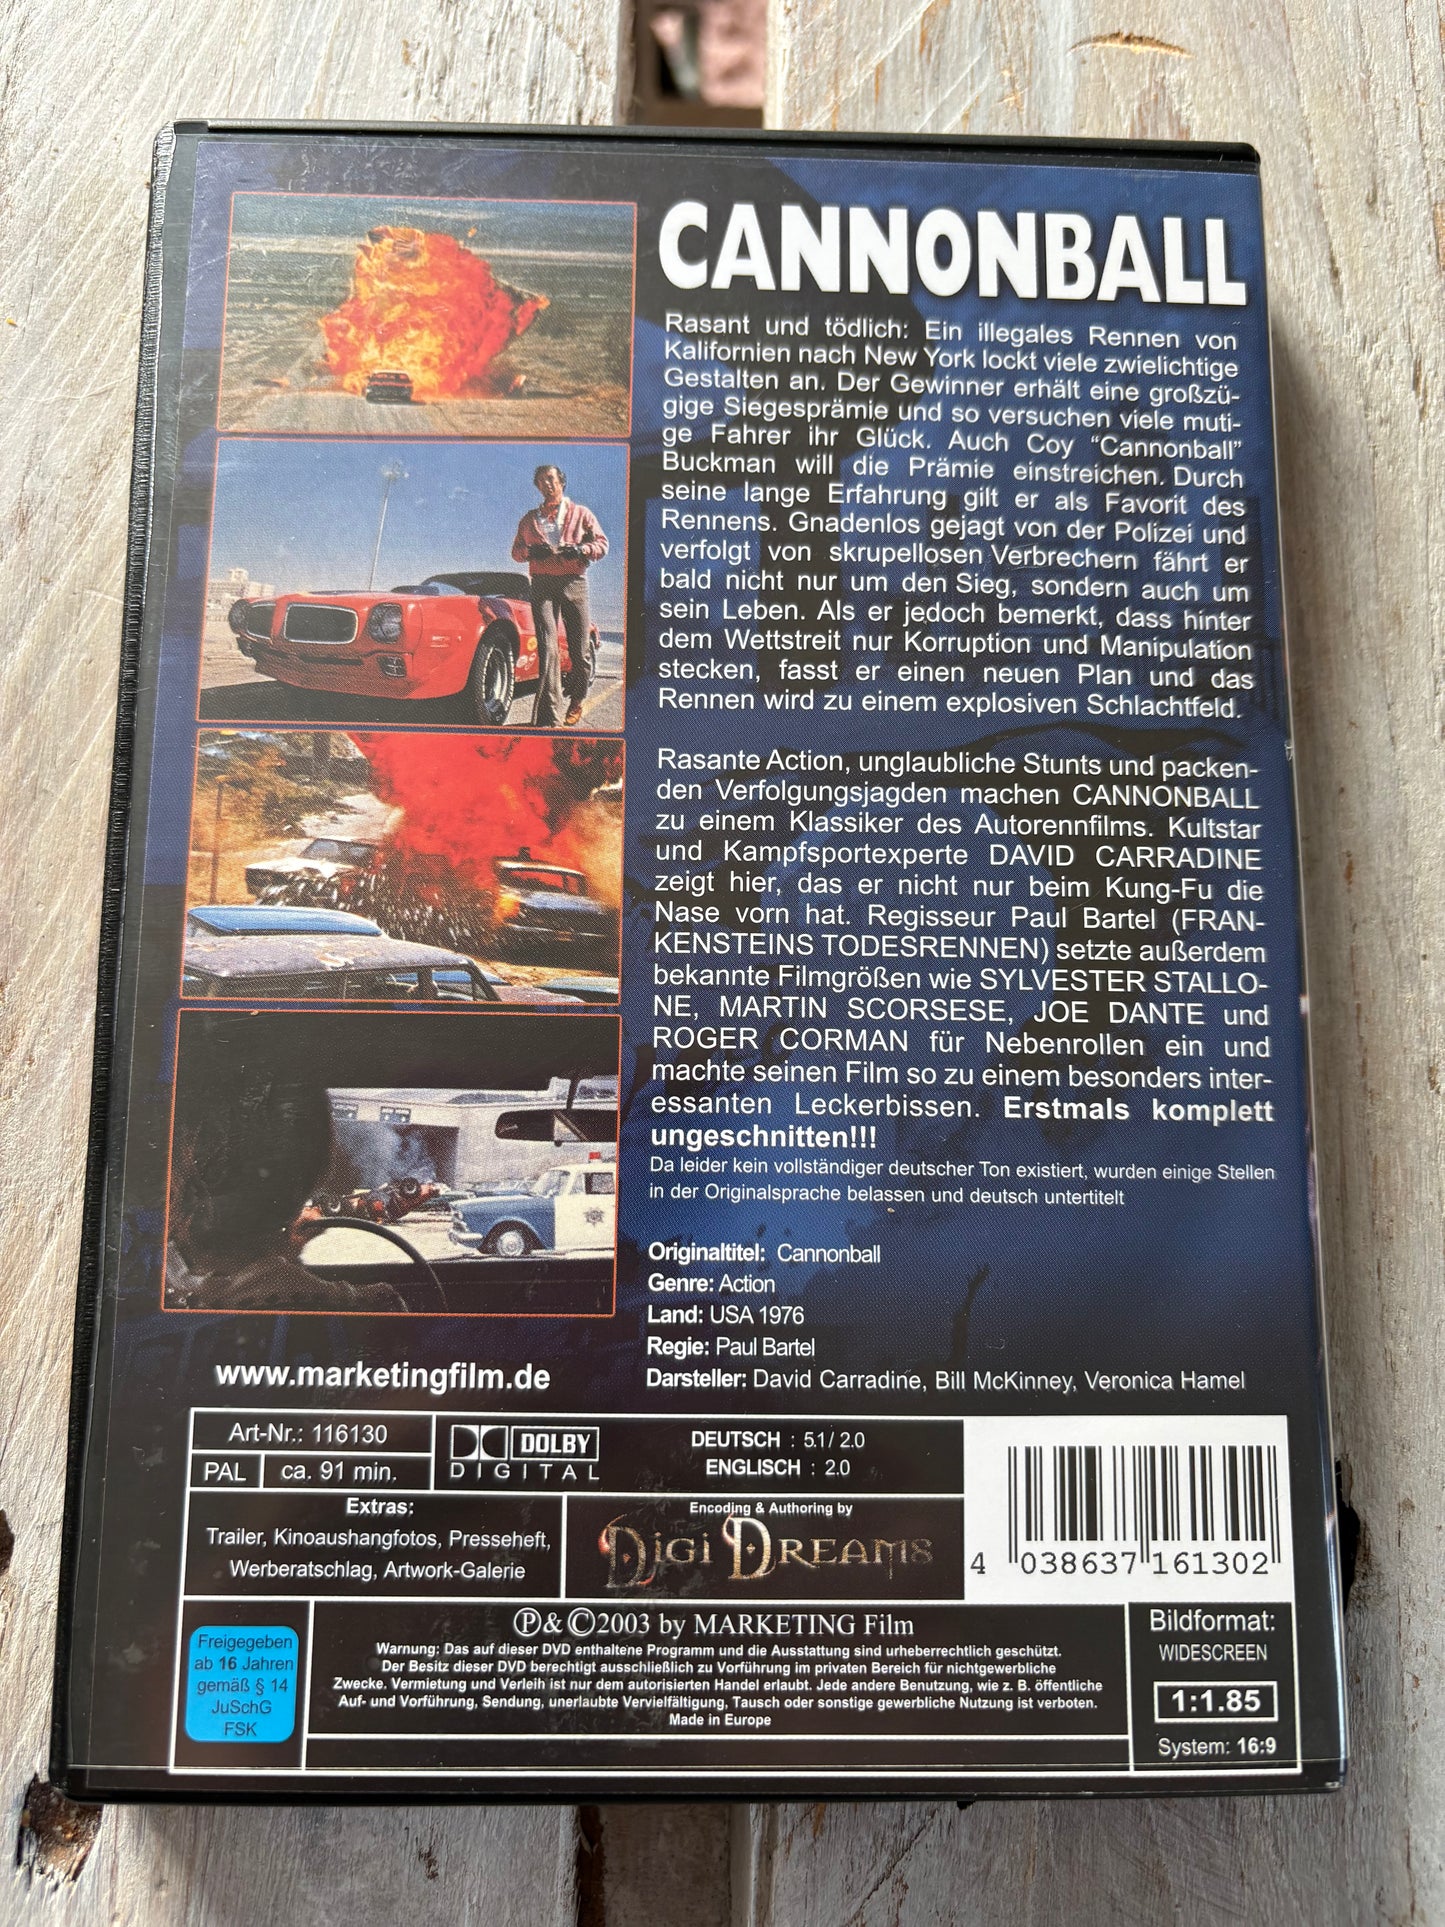 CANNONBALL
Rasant und tödlich: Ein illegales Rennen von
Kalifornien nach New York lockt viele zwielichtige
Gestalten an. Der Gewinner erhält eine großzü-
gige Siegesprämie und so versuchen viele muti-
ge Fahrer ihr Glück. Auch Coy “Cannonball”
Buckman will die Prämie einstreichen. Durch
seine lange Erfahrung gilt er als Favorit des
Rennens. Gnadenlos gejagt von der Polizei und
verfolgt von skrupellosen Verbrechern fährt er
bald nicht nur um den Sieg, sondern auch um
sein Leben. Als er jedoch bemerkt, dass hinter
dem Wettstreit nur Korruption und Manipulation
stecken, fasst er einen neuen Plan und das
Rennen wird zu einem explosiven Schlachtfeld.
Rasante Action, unglaubliche Stunts und packen-
den Verfolgungsjagden machen CANNONBALL
zu einem Klassiker des Autorennfilms. Kultstar
und Kampfsportexperte DAVID CARRADINE
zeigt hier, das er nicht nur beim Kung-Fu die
Nase vorn hat. Regisseur Paul Bartel (FRAN-
KENSTEINS TODESRENNEN) setzte außerdem
bekannte Filmgrößen wie SYLVESTER STALLO-
NE, MARTIN SCORSESE, JOE DANTE und
ROGER CORMAN für Nebenrollen ein und
machte seinen Film so zu einem besonders inter-
essanten Leckerbissen. Erstmals komplett
ungeschnitten!!!
Da leider kein vollständiger deutscher Ton existiert, wurden einige Stellen
in der Originalsprache belassen und deutsch untertitelt
Originaltitel: Cannonball
Genre: Action
Land: USA 1976
Regie: Paul Bartel
Darsteller: David Carradine, Bill McKinney, Veronica Hamel
www.marketingfilm.de
Art-Nr.: 116130
PAL ca. 91 min.
DOLBY
DIGITAL
DEUTSCH : 5.1/ 2.0
ENGLISCH : 2.0
Extras:
Trailer, Kinoaushangfotos, Presseheft,
Werberatschlag, Artwork-Galerie
Encoding & Authoring by
DIGI DREAMS
4 038637 161302
Freigegeben
ab 16 Jahren
gemäß § 14
JuSchG
FSK
Ⓟ&©2003 by MARKETING Film
Warnung: Das auf dieser DVD enthaltene Programm und die Ausstattung sind urheberrechtlich geschützt.
Der Besitz dieser DVD berechtigt ausschließlich zu Vorführung im privaten Bereich für nichtgewerbliche
Zwecke. Vermietung und Verleih ist nur dem autorisierten Handel erlaubt. Jede andere Benutzung, wie z. B. öffentliche
Auf- und Vorführung, Sendung, unerlaubte Vervielfältigung, Tausch oder sonstige gewerbliche Nutzung ist verboten.
Made in Europe
Bildformat:
WIDESCREEN
1:1.85
System: 16:9